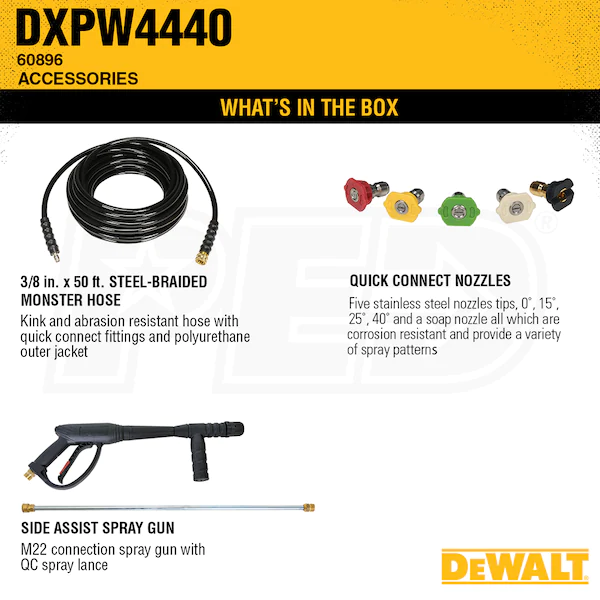 DXPW4440
60896
ACCESSORIES
WHAT'S IN THE BOX
3/8 in. x 50 ft. STEEL-BRAIDED
MONSTER HOSE
Kink and abrasion resistant hose with
quick connect fittings and polyurethane
outer jacket
QUICK CONNECT NOZZLES
Five stainless steel nozzles tips, 0˚, 15˚,
25˚, 40˚ and a soap nozzle all which are
corrosion resistant and provide a variety
of spray patterns
PED®
SIDE ASSIST SPRAY GUN
M22 connection spray gun with
QC spray lance
DEWALT